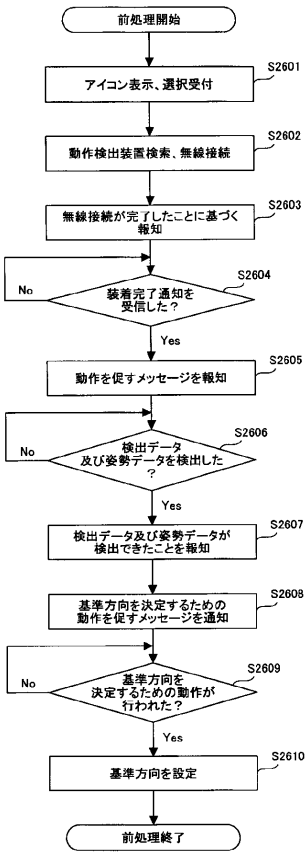 前処理開始
S2601
アイコン表示、選択受付
S2602
動作検出装置検索、無線接続
S2603
無線接続が完了したことに基づく
報知
S2604
装着完了通知を
受信した？
No
Yes
S2605
動作を促すメッセージを報知
S2606
検出データ
及び姿勢データを検出した
？
No
Yes
S2607
検出データ及び姿勢データが
検出できたことを報知
S2608
基準方向を決定するための
動作を促すメッセージを通知
S2609
基準方向を
決定するための動作が
行われた？
No
Yes
S2610
基準方向を設定
前処理終了